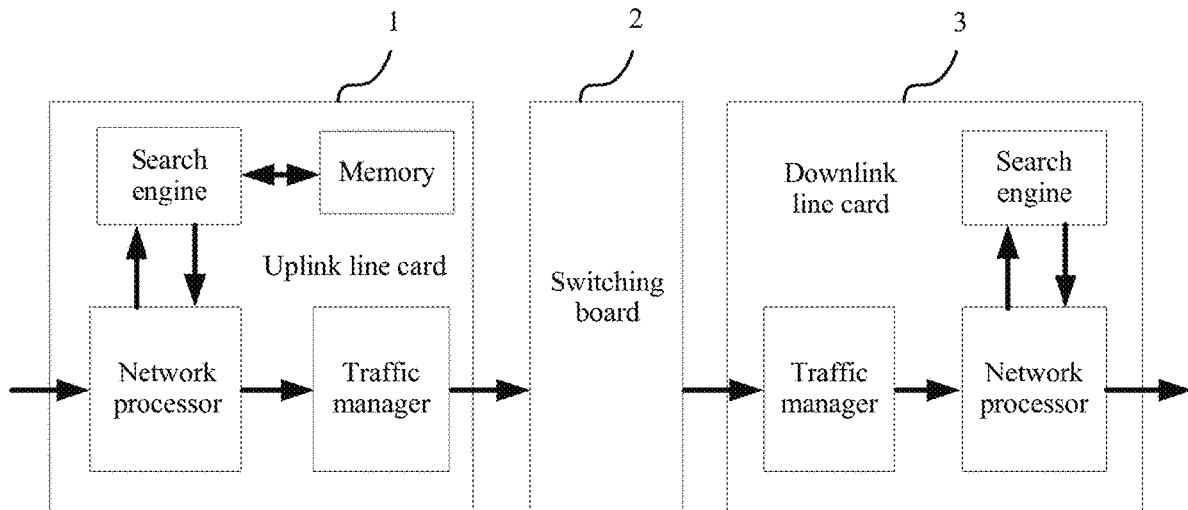 1
2
3
Search
engine
Memory
Uplink line card
Network
processor
Traffic
manager
Switching
board
Downlink
line card
Search
engine
Traffic
manager
Network
processor